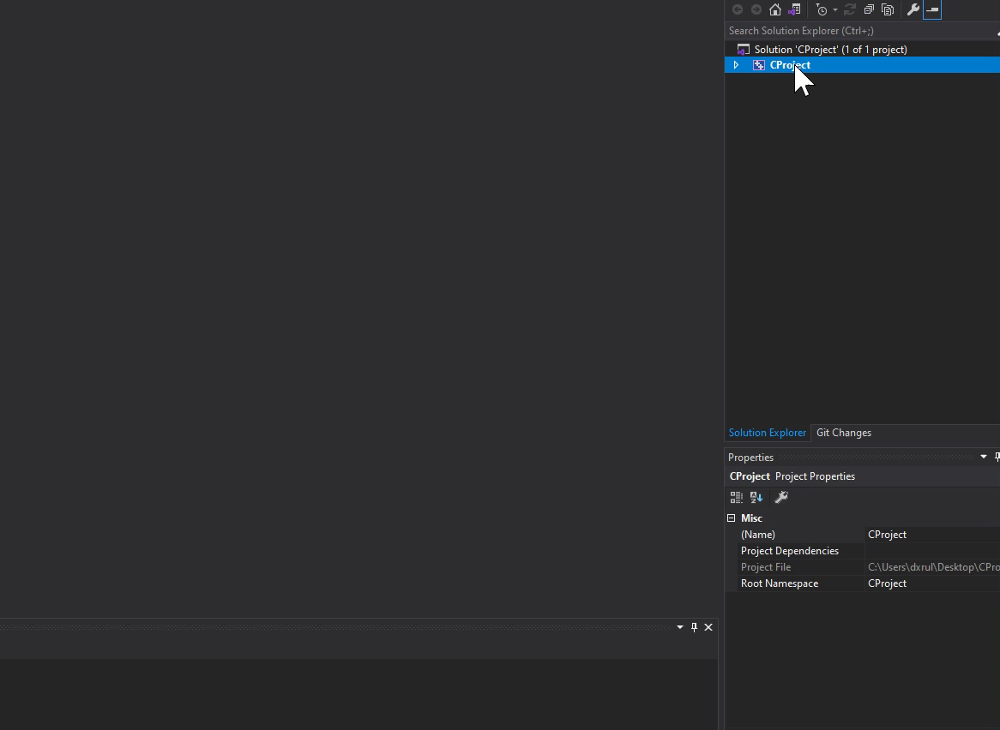 Search Solution Explorer (Ctrl+;)
Solution 'CProject' (1 of 1 project)
CProject
Solution Explorer Git Changes
Properties
CProject Project Properties
Misc
(Name) CProject
Project Dependencies
Project File C:\Users\dxrul\Desktop\CPro
Root Namespace CProject